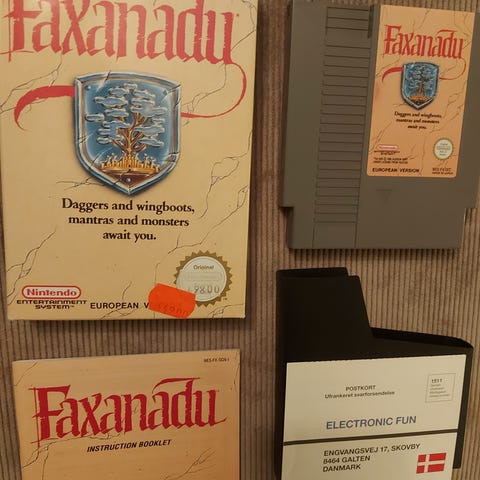 Faxanadu
Daggers and wingboots,
mantras and monsters
await you.
Nintendo
ENTERTAINMENT
SYSTEM
EUROPEAN
Original
Faxanadu
Daggers and wingboots,
mantras and monsters
await you.
EUROPEAN VERSION
Faxanadu
INSTRUCTION BOOKLET
POSTKORT
Ufrankeret svarforsendelse
1511
ELECTRONIC FUN
ENGVANGSVEJ 17, SKOVBY
8464 GALTEN
DANMARK